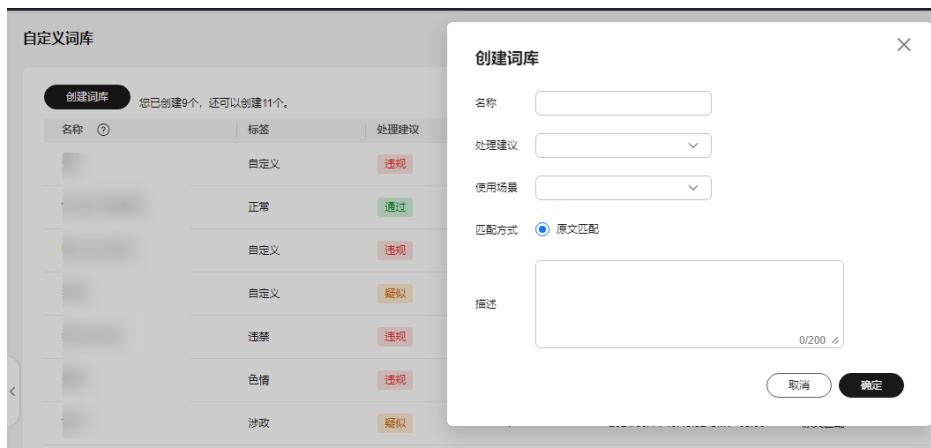 自定义词库
创建词库 您已创建9个，还可以创建11个。
名称 标签 处理建议
自定义 违规
正常 通过
自定义 违规
自定义 疑似
违禁 违规
色情 违规
涉政 疑似
创建词库
名称
处理建议
使用场景
匹配方式 原文匹配
描述
0/200
取消 确定